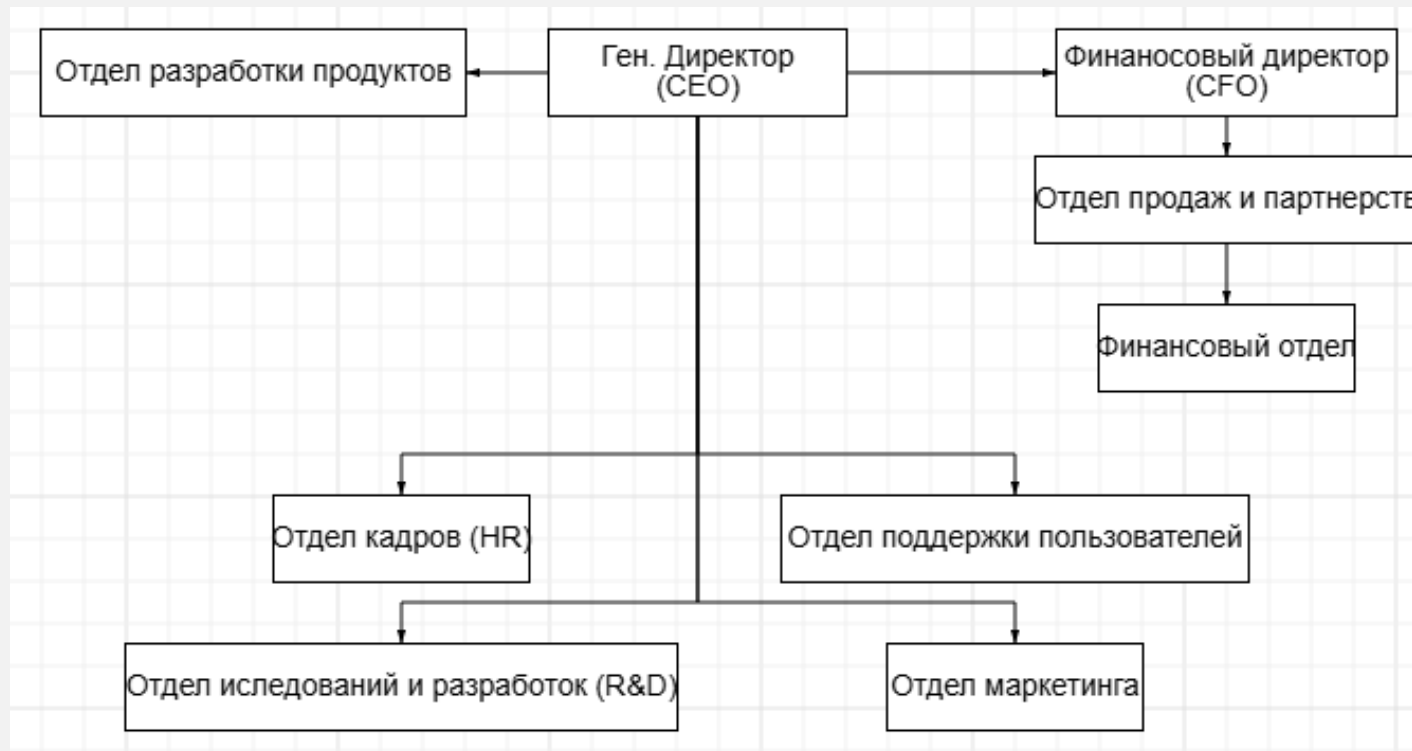 Отдел разработки продуктов
Ген. Директор
(CEO)
Финаносовый директор
(CFO)
Отдел продаж и партнерств
Финансовый отдел
Отдел кадров (HR)
Отдел поддержки пользователей
Отдел иследований и разработок (R&D)
Отдел маркетинга